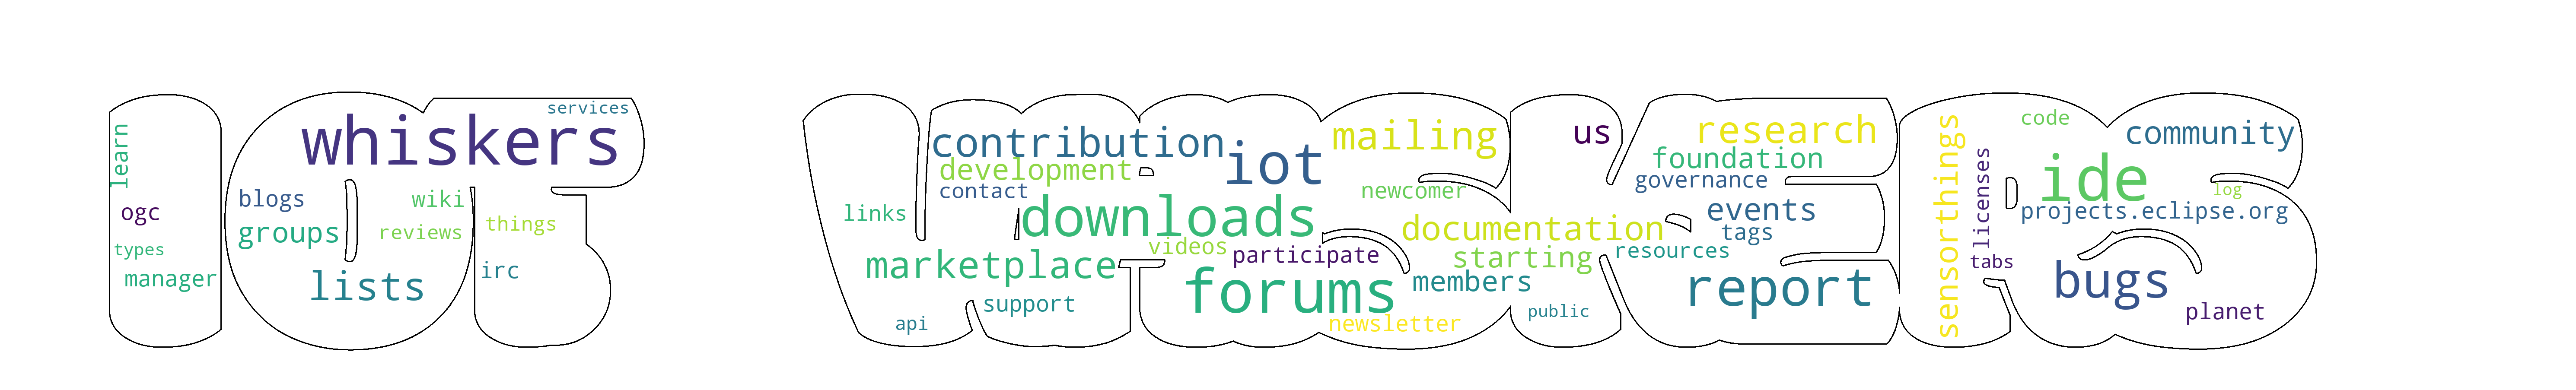 services
learn
whiskers
blogs
wiki
ogc
groups
reviews
things
types
manager
lists
irc
contribution
iot
mailing
us
research
development
foundation
contact
newcomer
governance
links
downloads
documentation
events
tags
videos
participate
starting
resources
marketplace
forums
members
report
support
api
newsletter
public
sensorthings
code
community
licenses
ide
log
projects.eclipse.org
tabs
bugs
planet